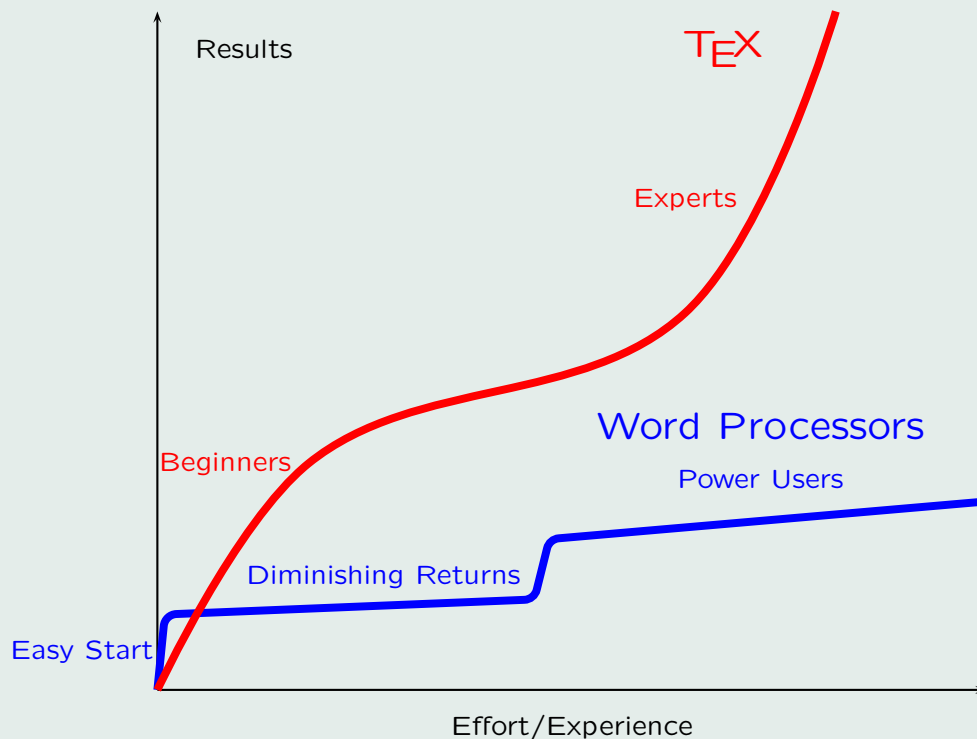 Results
TEX
Experts
Word Processors
Beginners
Power Users
Diminishing Returns
Easy Start
Effort/Experience